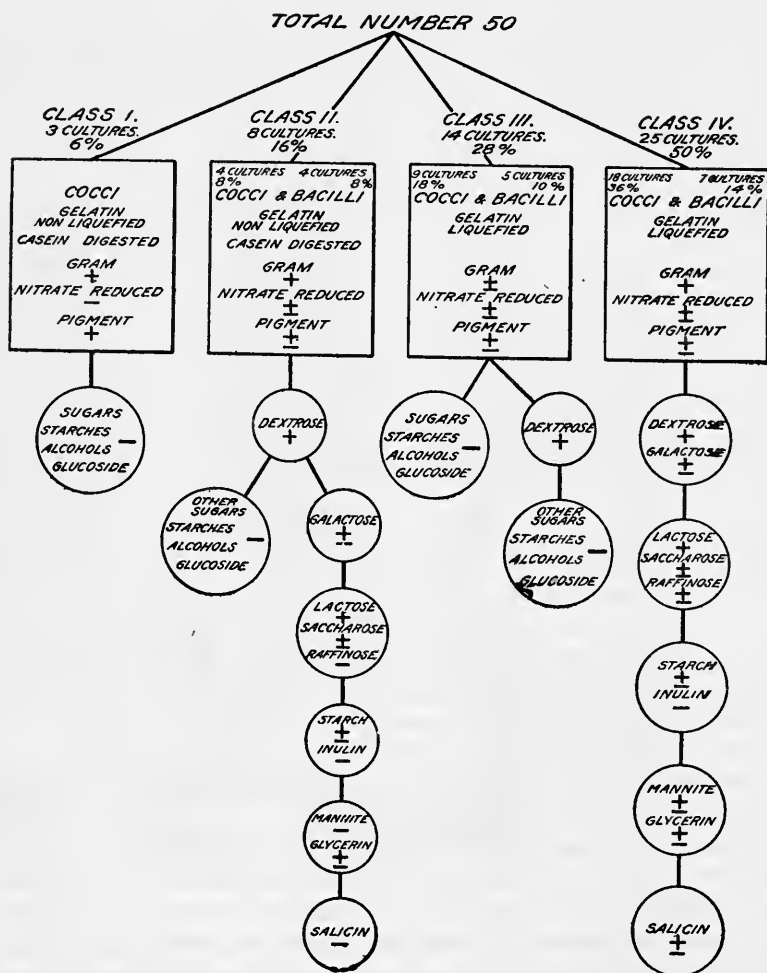 TOTAL NUMBER 50
CLASS I.
3 CULTURES.
6%
COCCI
GELATIN
NON LIQUEFIED
CASEIN DIGESTED
GRAM
+
NITRATE REDUCED
−
PIGMENT
+
SUGARS
STARCHES −
ALCOHOLS
GLUCOSIDE
CLASS II.
8 CULTURES
16%
4 CULTURES 4 CULTURES
8% 8%
COCCI & BACILLI
GELATIN
NON LIQUEFIED
CASEIN DIGESTED
GRAM
+
NITRATE REDUCED
±
PIGMENT
±
DEXTROSE
+
OTHER
SUGARS
STARCHES
ALCOHOLS −
GLUCOSIDE
GALACTOSE
±
LACTOSE
+
SACCHAROSE
±
RAFFINOSE
−
STARCH
±
INULIN
−
MANNITE
−
GLYCERIN
±
SALICIN
−
CLASS III.
14 CULTURES
28%
9 CULTURES 5 CULTURES
18% 10%
COCCI & BACILLI
GELATIN
LIQUEFIED
GRAM
±
NITRATE REDUCED
±
PIGMENT
±
SUGARS
STARCHES −
ALCOHOLS
GLUCOSIDE
DEXTROSE
+
OTHER
SUGARS
STARCHES
ALCOHOLS −
GLUCOSIDE
CLASS IV.
25 CULTURES
50%
18 CULTURES 7 CULTURES
36% 14%
COCCI & BACILLI
GELATIN
LIQUEFIED
GRAM
+
NITRATE REDUCED
±
PIGMENT
±
DEXTROSE
+
GALACTOSE
±
LACTOSE
±
SACCHAROSE
±
RAFFINOSE
±
STARCH
±
INULIN
−
MANNITE
±
GLYCERIN
±
SALICIN
±